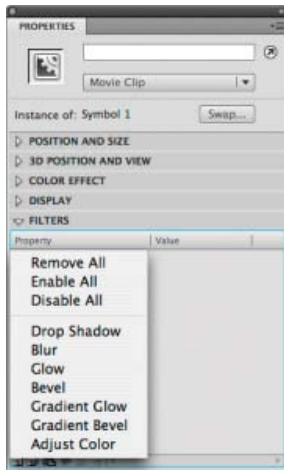 PROPERTIES
Movie Clip
Instance of: Symbol 1 Swap...
POSITION AND SIZE
3D POSITION AND VIEW
COLOR EFFECT
DISPLAY
FILTERS
Property Value
Remove All
Enable All
Disable All
Drop Shadow
Blur
Glow
Bevel
Gradient Glow
Gradient Bevel
Adjust Color